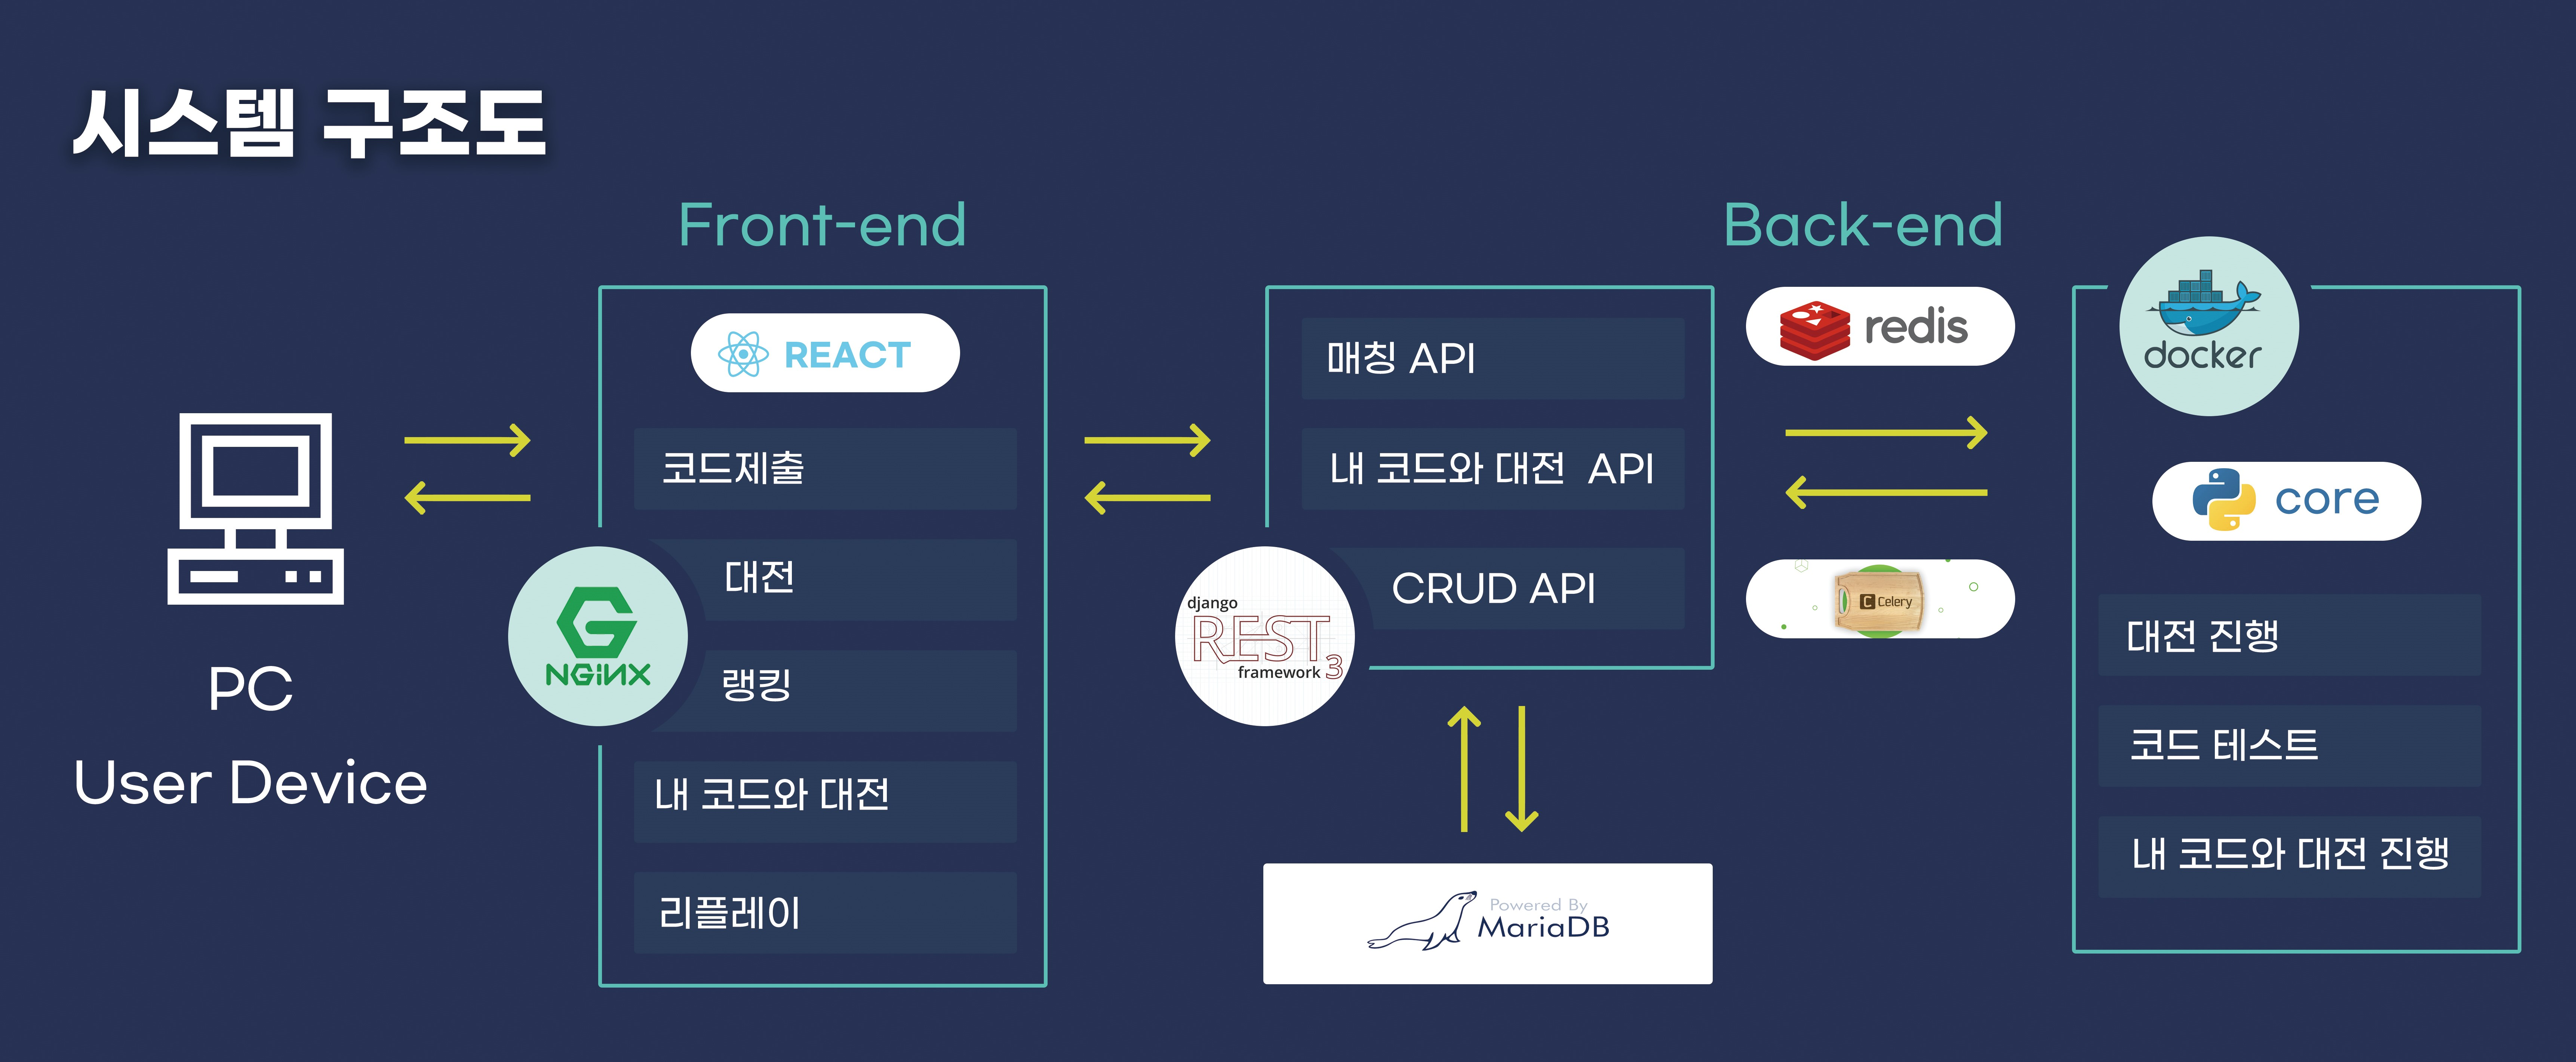 시스템 구조도
Front-end
Back-end
REACT
코드제출
대전
랭킹
내 코드와 대전
리플레이
NGINX
PC
User Device
매칭 API
내 코드와 대전 API
CRUD API
django
REST
framework 3
Powered By
MariaDB
redis
Celery
docker
core
대전 진행
코드 테스트
내 코드와 대전 진행